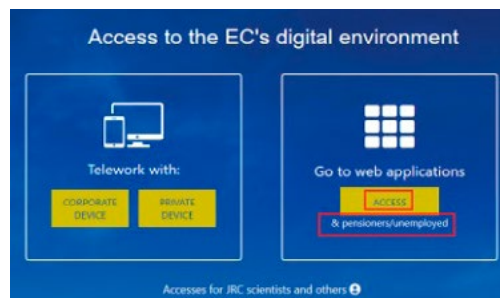 Access to the EC's digital environment
Telework with:
CORPORATE DEVICE
PRIVATE DEVICE
Go to web applications
ACCESS
& pensioners/unemployed
Accesses for JRC scientists and others